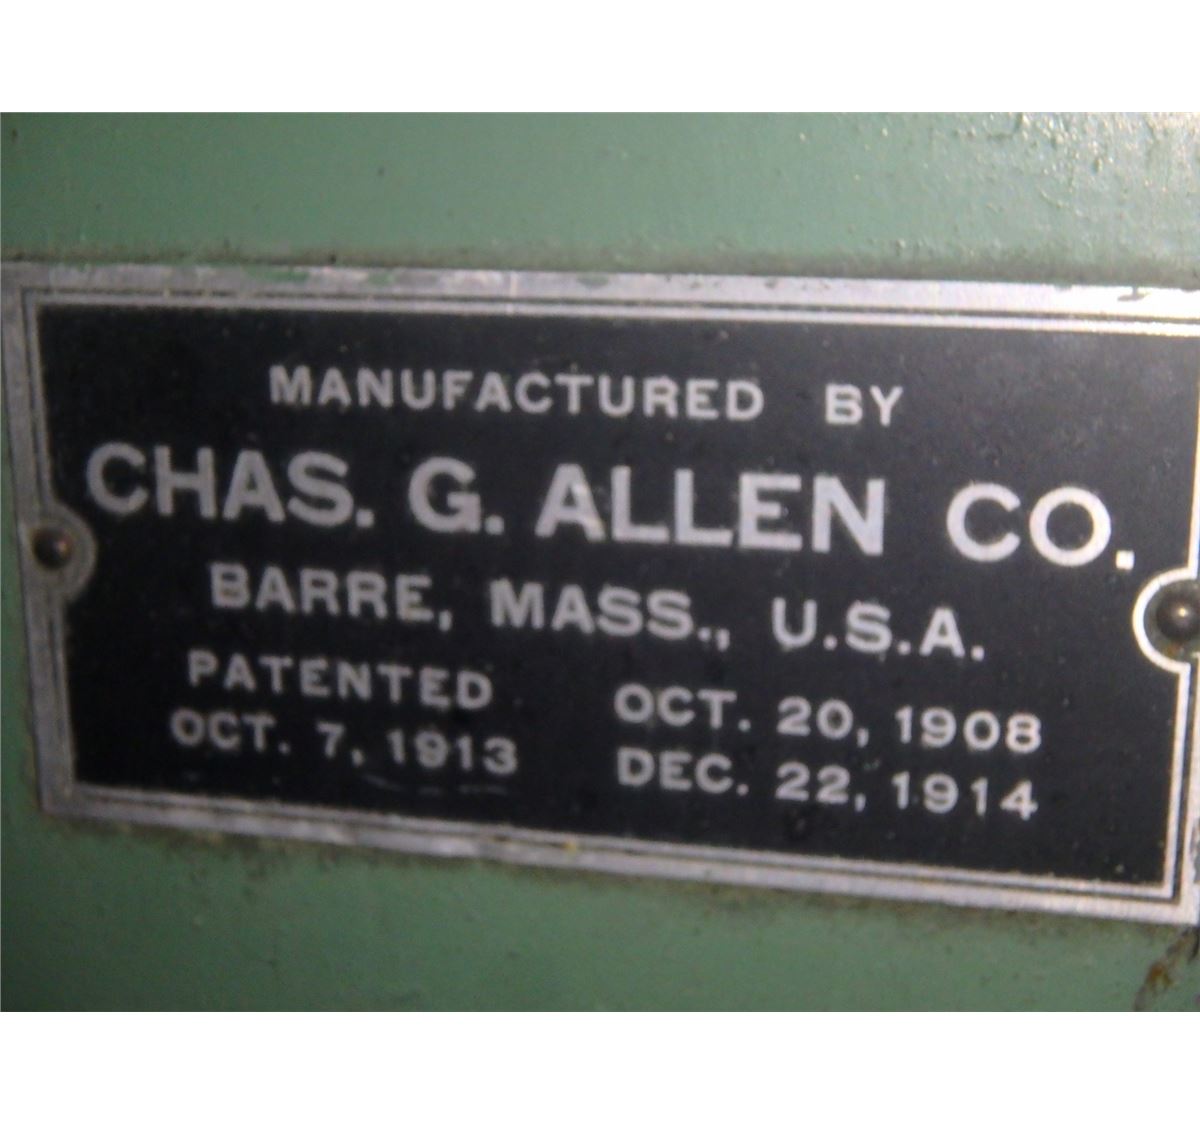 MANUFACTURED BY
CHAS. G. ALLEN CO.
BARRE, MASS., U.S.A.
PATENTED OCT. 20, 1908
OCT. 7, 1913 DEC. 22, 1914